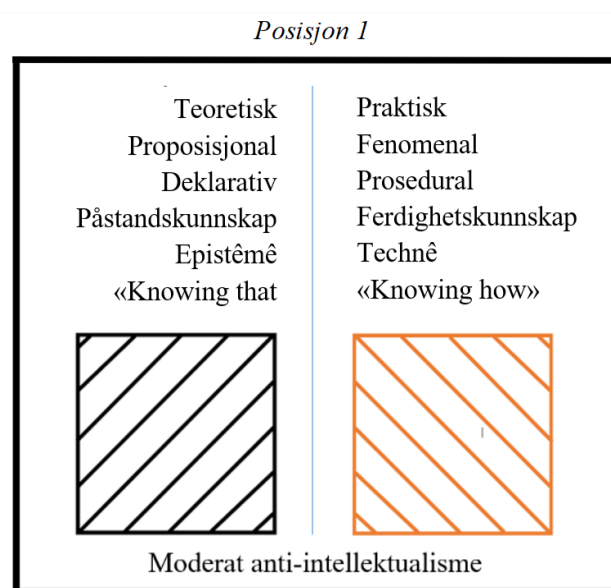 Posisjon 1
Teoretisk
Proposisjonal
Deklarativ
Påstandskunnskap
Epistêmê
«Knowing that
Praktisk
Fenomenal
Prosedural
Ferdighetskunnskap
Technê
«Knowing how»
Moderat anti-intellektualisme